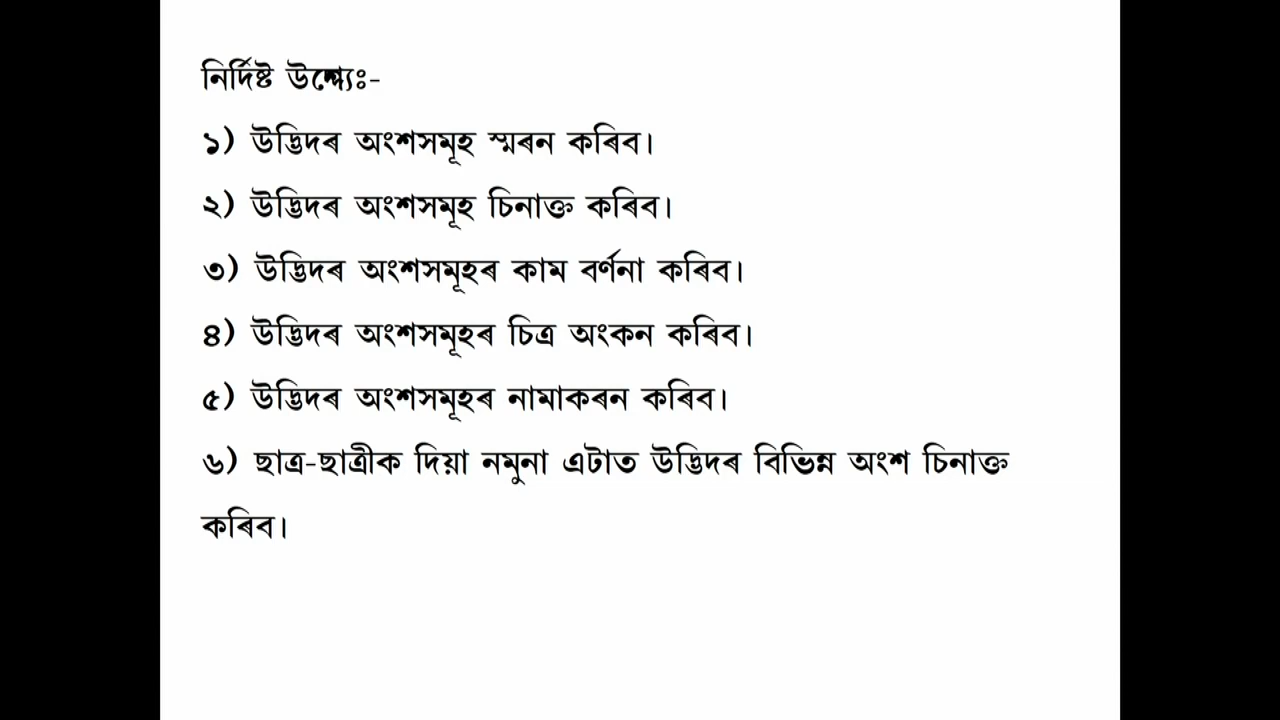 নিৰ্দিষ্ট উদ্দেশ্যেঃ-
১) উদ্ভিদৰ অংশসমূহ স্মৰন কৰিব।
২) উদ্ভিদৰ অংশসমূহ চিনাক্ত কৰিব।
৩) উদ্ভিদৰ অংশসমূহৰ কাম বৰ্ণনা কৰিব।
৪) উদ্ভিদৰ অংশসমূহৰ চিত্ৰ অংকন কৰিব।
৫) উদ্ভিদৰ অংশসমূহৰ নামাকৰন কৰিব।
৬) ছাত্ৰ-ছাত্ৰীক দিয়া নমুনা এটাত উদ্ভিদৰ বিভিন্ন অংশ চিনাক্ত
কৰিব।